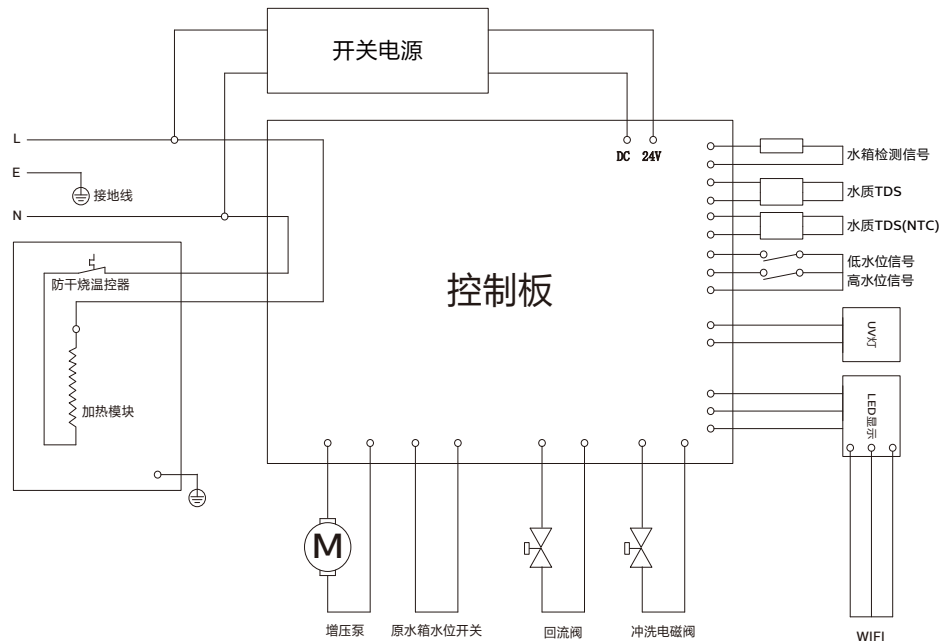 开关电源
L
DC 24V
水箱检测信号
E
接地线
水质TDS
N
水质TDS(NTC)
低水位信号
防干烧温控器
高水位信号
控制板
UV灯
加热模块
LED显示
M
增压泵
原水箱水位开关
回流阀
冲洗电磁阀
WIFI